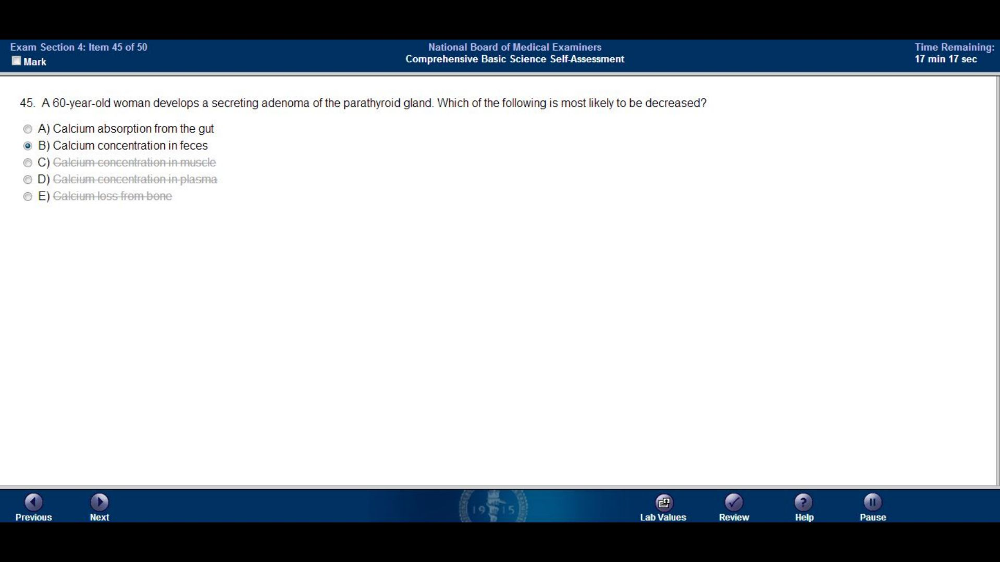 Exam Section 4: Item 45 of 50
National Board of Medical Examiners
Time Remaining:
Mark
Comprehensive Basic Science Self-Assessment
17 min 17 sec
45. A 60-year-old woman develops a secreting adenoma of the parathyroid gland. Which of the following is most likely to be decreased?
A) Calcium absorption from the gut
B) Calcium concentration in feces
C) Calcium concentration in muscle
D) Calcium concentration in plasma
E) Calcium loss from bone
1915
Previous
Next
Lab Values
Review
Help
Pause